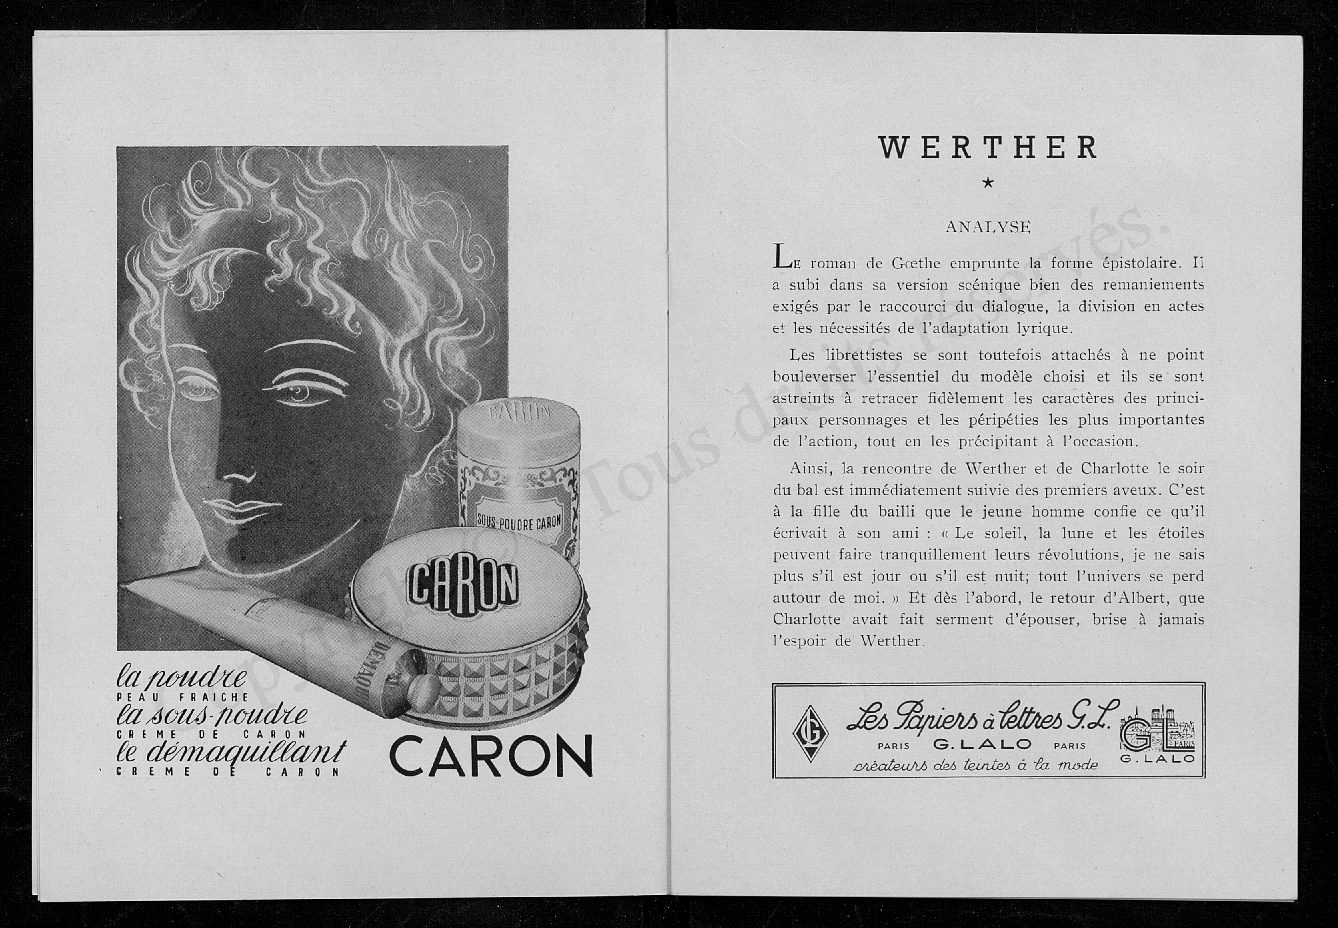 CARON
SOUS-POUDRE CARON
CARON
la poudre
PEAU FRAICHE
la sous-poudre
CREME DE CARON
le démaquillant
CREME DE CARON
CARON
WERTHER
★
ANALYSE
LE roman de Gœthe emprunte la forme épistolaire. Il
a subi dans sa version scénique bien des remaniements
exigés par le raccourci du dialogue, la division en actes
et les nécessités de l'adaptation lyrique.
Les librettistes se sont toutefois attachés à ne point
bouleverser l'essentiel du modèle choisi et ils se sont
astreints à retracer fidèlement les caractères des princi-
paux personnages et les péripéties les plus importantes
de l'action, tout en les précipitant à l'occasion.
Ainsi, la rencontre de Werther et de Charlotte le soir
du bal est immédiatement suivie des premiers aveux. C'est
à la fille du bailli que le jeune homme confie ce qu'il
écrivait à son ami : « Le soleil, la lune et les étoiles
peuvent faire tranquillement leurs révolutions, je ne sais
plus s'il est jour ou s'il est nuit; tout l'univers se perd
autour de moi. » Et dès l'abord, le retour d'Albert, que
Charlotte avait fait serment d'épouser, brise à jamais
l'espoir de Werther.
Les Papiers à lettres G.L.
PARIS G. LALO PARIS
créateurs des teintes à la mode
GL
PARIS
G. LALO
Tous droits réservés.